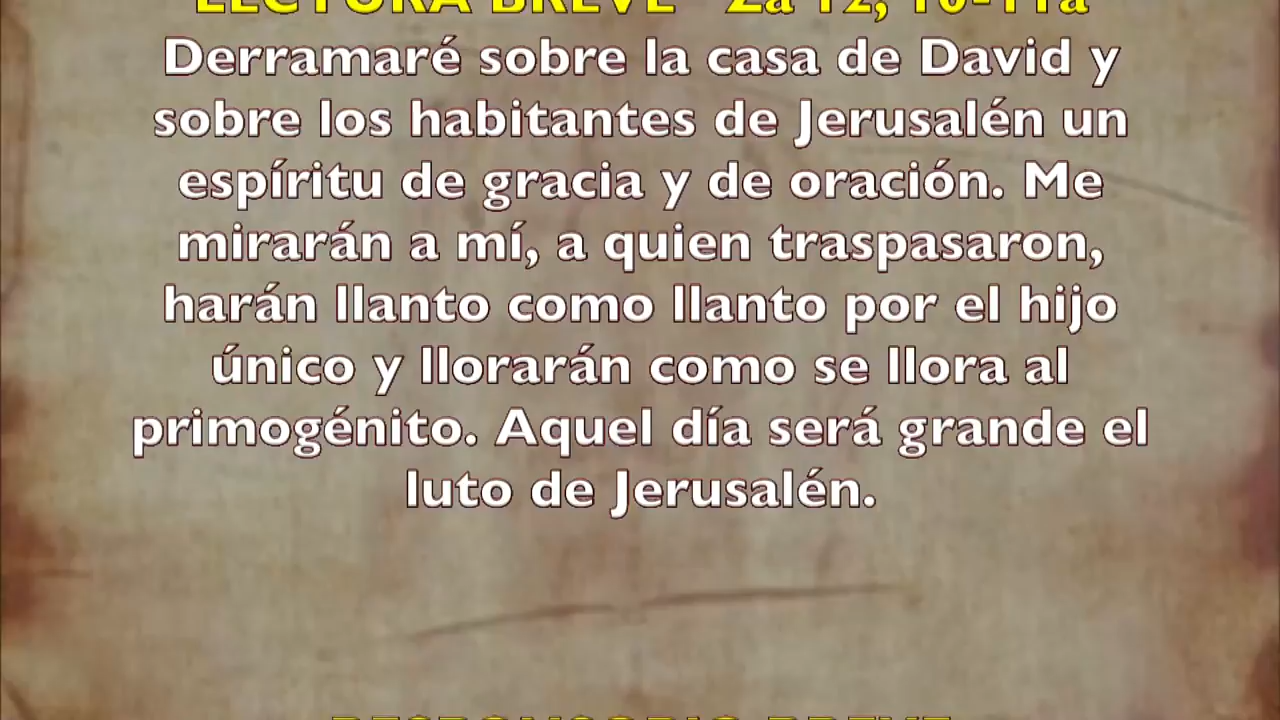 LECTURA BREVE Za 12, 10-11a
Derramaré sobre la casa de David y
sobre los habitantes de Jerusalén un
espíritu de gracia y de oración. Me
mirarán a mí, a quien traspasaron,
harán llanto como llanto por el hijo
único y llorarán como se llora al
primogénito. Aquel día será grande el
luto de Jerusalén.
RESPONSORIO BREVE